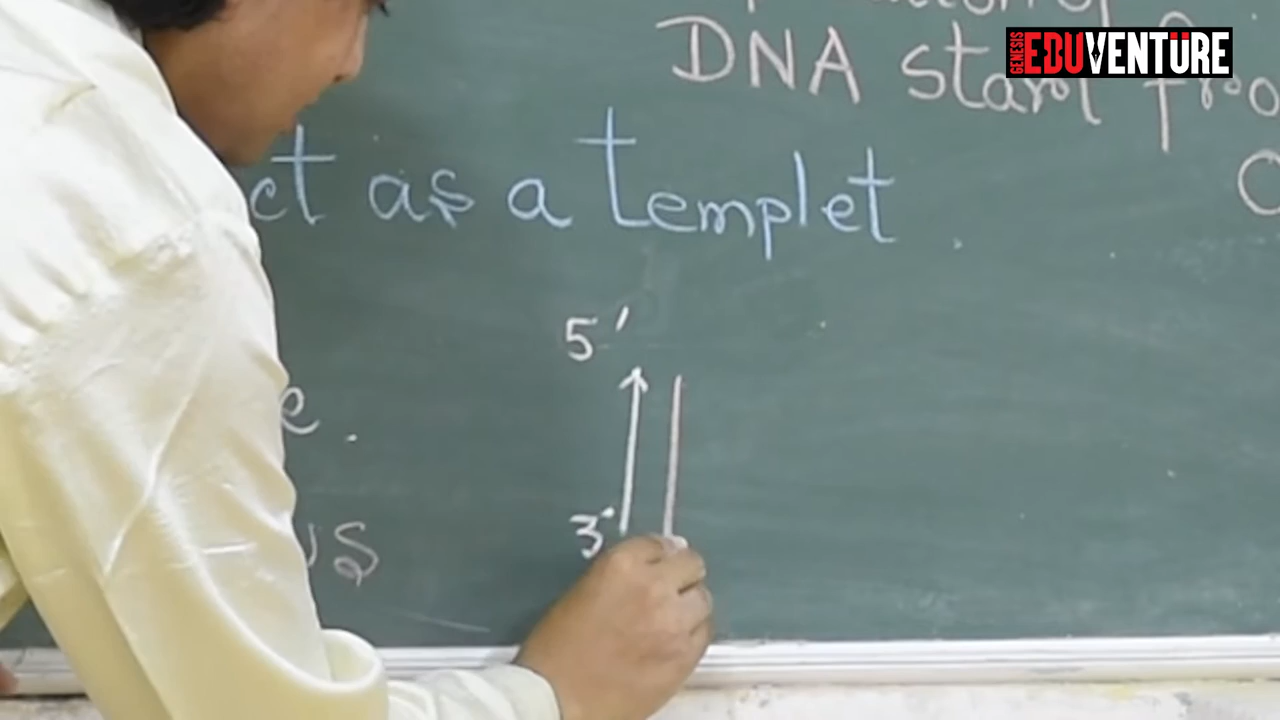 DNA start fro
GENESIS EDUVENTURE
ct as a templet
5'
e.
3'
us